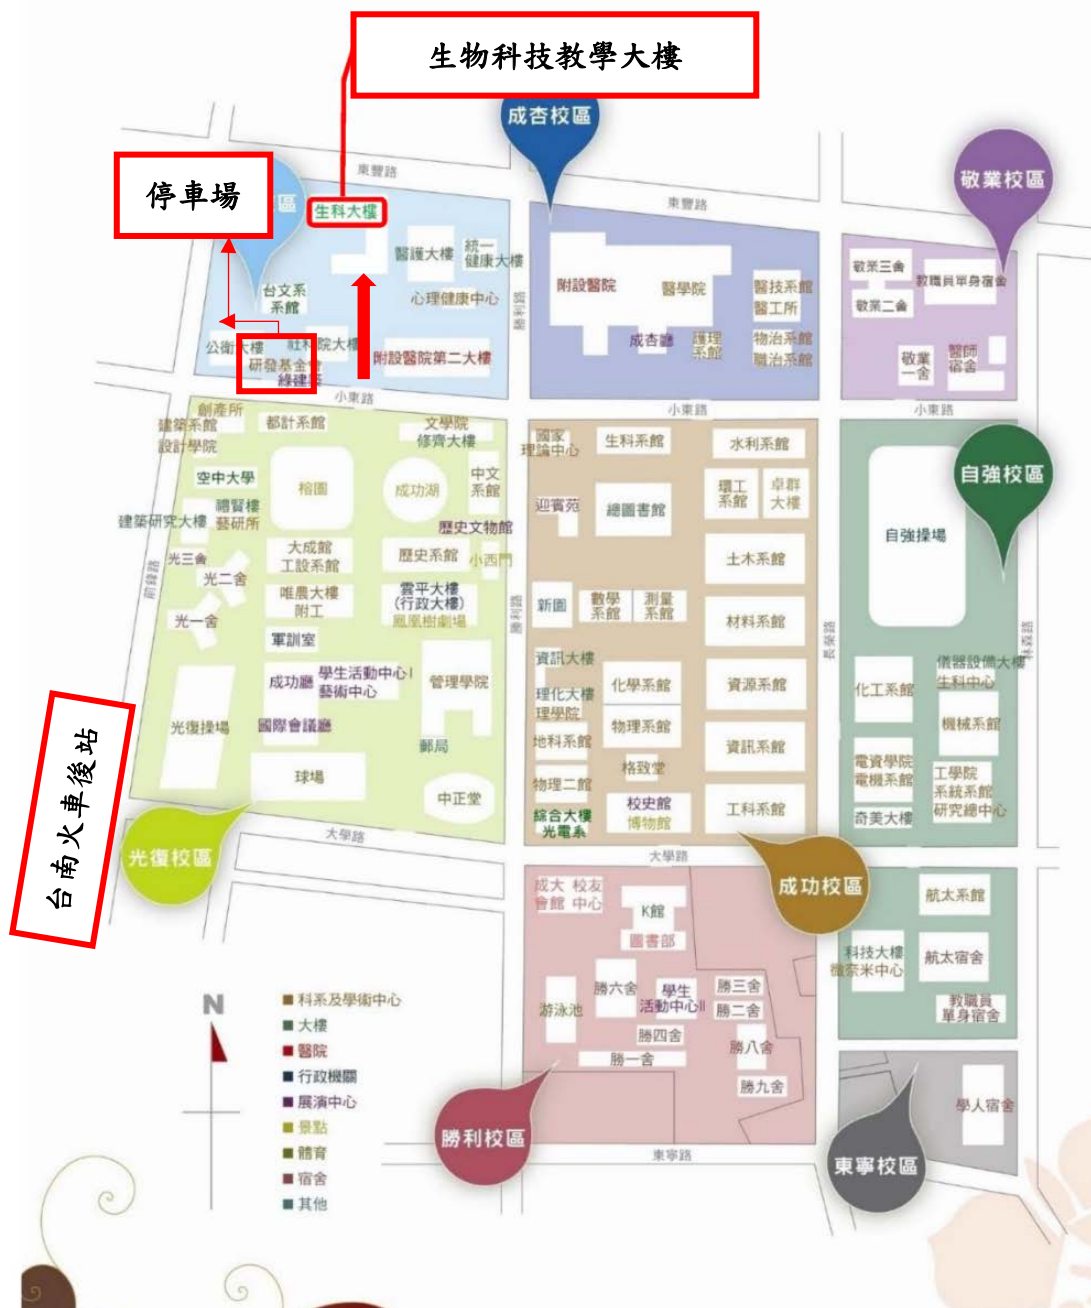 生物科技教學大樓
成杏校區
東豐路
停車場
區
生科大樓
東豐路
敬業校區
醫護大樓
統一
健康大樓
心理健康中心
台文系
系館
公衛大樓
社科院大樓
研發基金會
綠建築
附設醫院第二大樓
勝利路
附設醫院
醫學院
醫技系館
醫工所
成杏廳
護理
系館
物治系館
職治系館
敬業三舍
教職員單身宿舍
敬業二舍
敬業
一舍
醫師
宿舍
小東路
小東路
小東路
創產所
建築系館
設計學院
都計系館
文學院
修齊大樓
空中大學
榕園
成功湖
中文
系館
禮賢樓
藝研所
建築研究大樓
歷史文物館
光三舍
大成館
工設系館
歷史系館
小西門
光二舍
唯農大樓
附工
雲平大樓
(行政大樓)
鳳凰樹劇場
光一舍
軍訓室
前鋒路
勝利路
成功廳
學生活動中心I
藝術中心
管理學院
光復操場
國際會議廳
郵局
球場
中正堂
台南火車後站
光復校區
大學路
國家
理論中心
生科系館
水利系館
迎賓苑
總圖書館
環工
系館
卓群
大樓
土木系館
新園
數學
系館
測量
系館
材料系館
資訊大樓
理化大樓
理學院
化學系館
資源系館
地科系館
物理系館
資訊系館
物理二館
格致堂
綜合大樓
光電系
校史館
博物館
工科系館
大學路
成功校區
長榮路
自強校區
自強操場
林森路
儀器設備大樓
生科中心
化工系館
機械系館
電資學院
電機系館
工學院
系統系館
研究總中心
奇美大樓
航太系館
科技大樓
微奈米中心
航太宿舍
教職員
單身宿舍
成大
會館
校友
中心
K館
圖書部
游泳池
勝六舍
學生
活動中心II
勝三舍
勝二舍
勝四舍
勝一舍
勝八舍
勝九舍
勝利校區
東寧路
東寧校區
學人宿舍
N
科系及學術中心
大樓
醫院
行政機關
展演中心
景點
體育
宿舍
其他